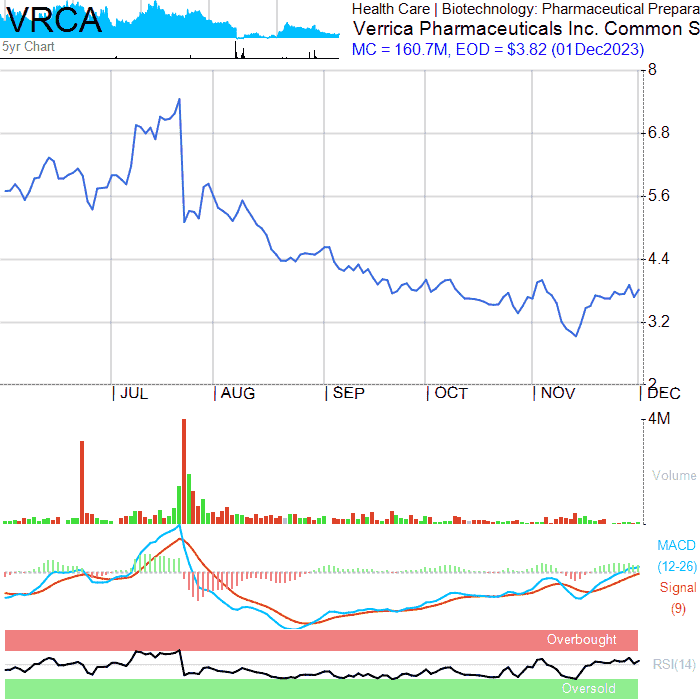 VRCA
5yr Chart
Health Care | Biotechnology: Pharmaceutical Prepara
Verrica Pharmaceuticals Inc. Common S
MC = 160.7M, EOD = $3.82 (01Dec2023)
8
6.8
5.6
4.4
3.2
2
JUL AUG SEP OCT NOV DEC
4M
Volume
MACD
(12-26)
Signal
(9)
Overbought
RSI(14)
Oversold